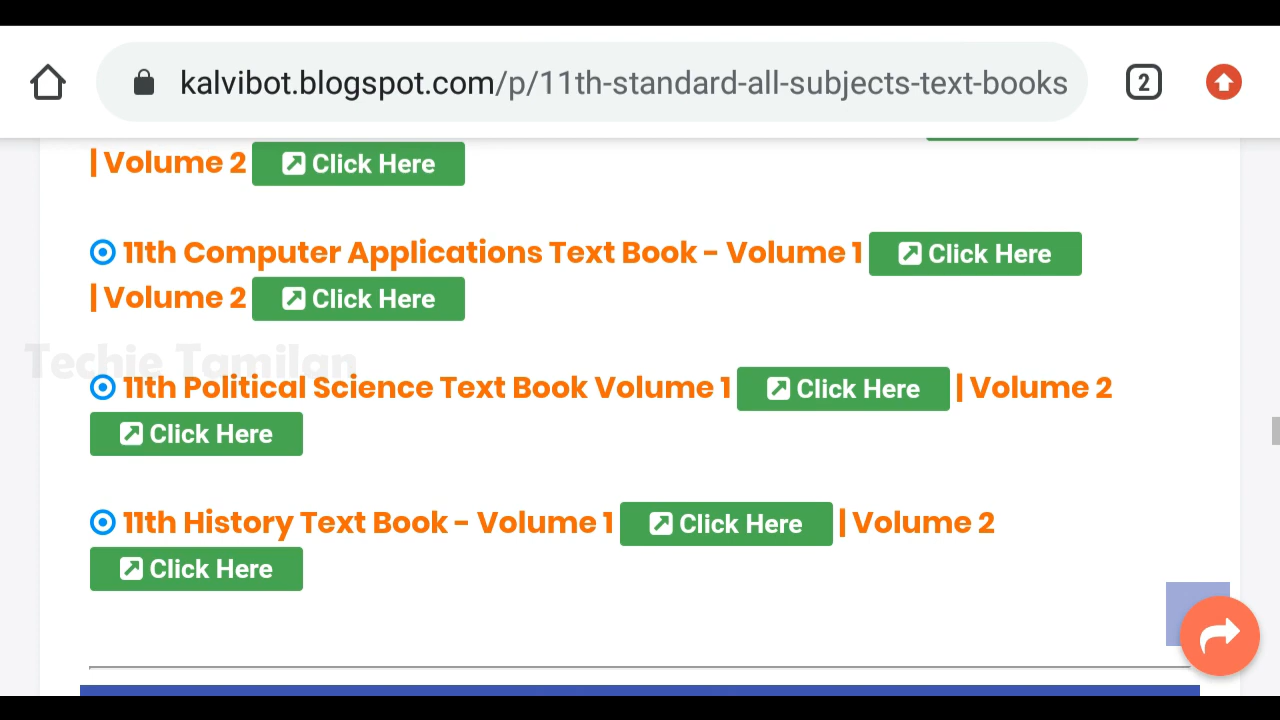 kalvibot.blogspot.com/p/11th-standard-all-subjects-text-books
2
| Volume 2 Click Here
11th Computer Applications Text Book - Volume 1 Click Here
| Volume 2 Click Here
Techie Tamilan
11th Political Science Text Book Volume 1 Click Here | Volume 2
Click Here
11th History Text Book - Volume 1 Click Here | Volume 2
Click Here